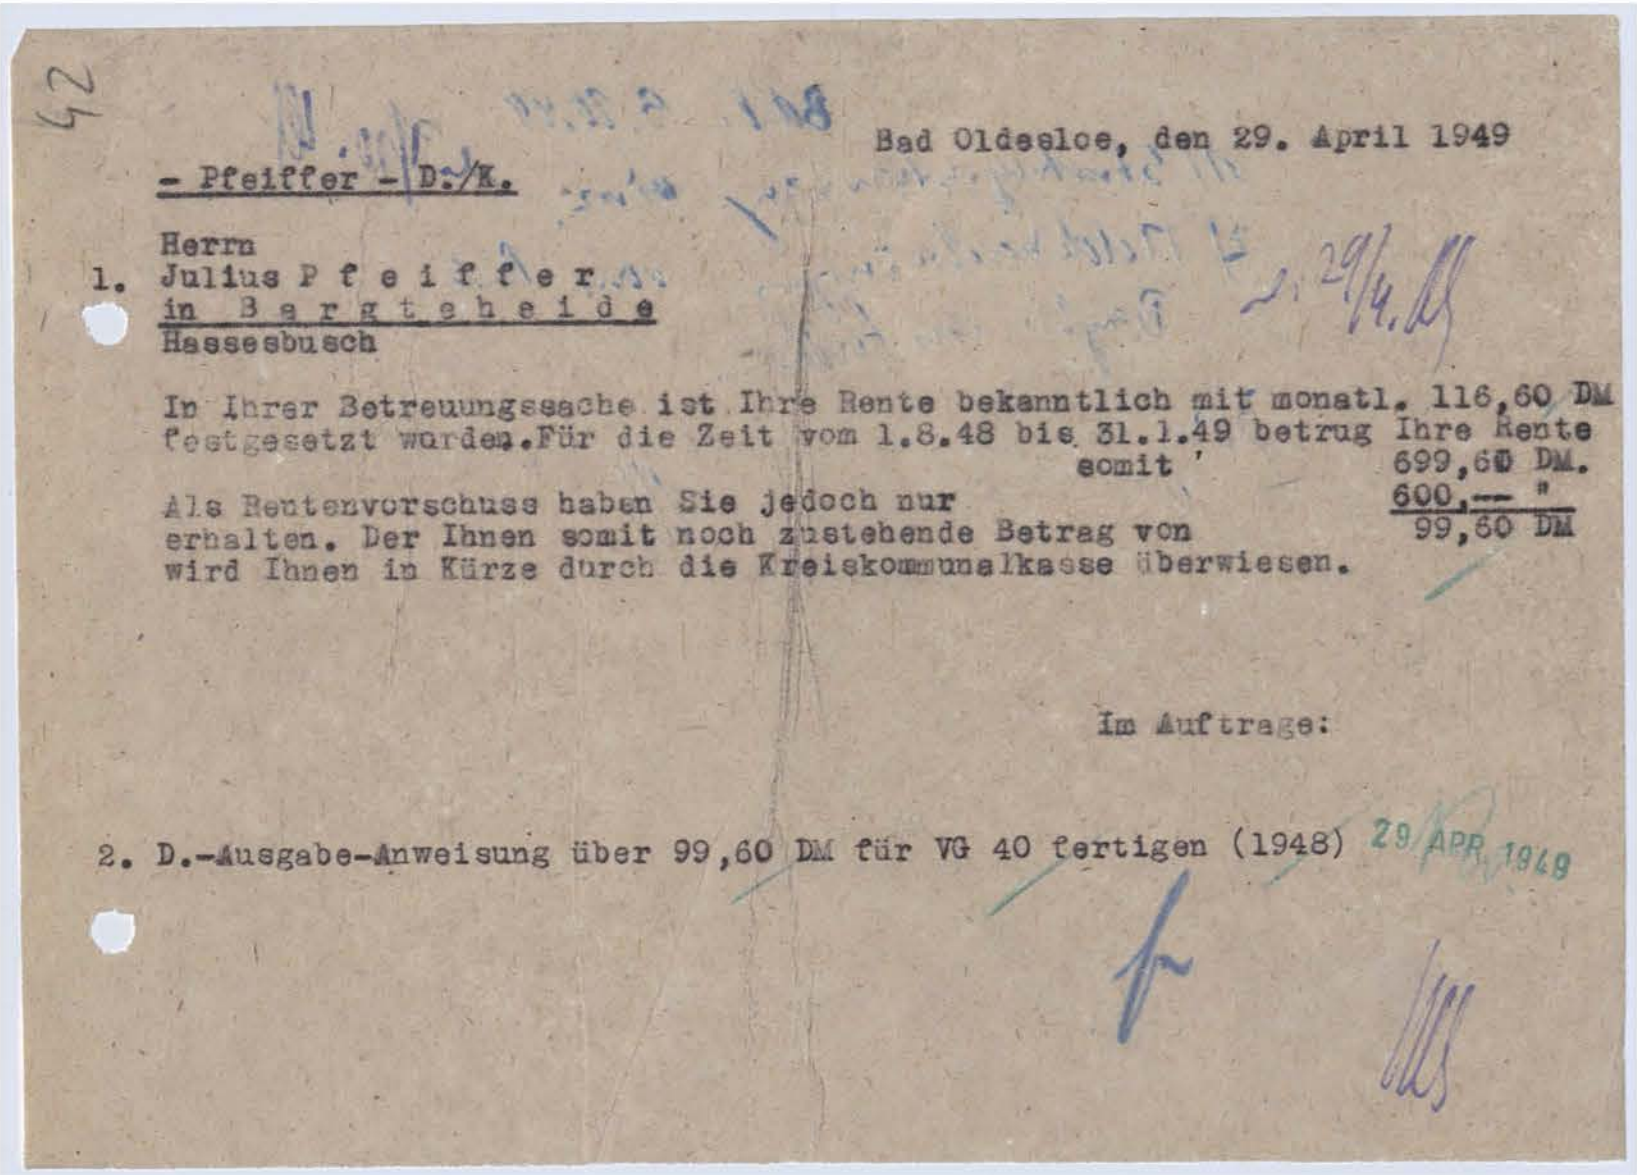 42
Bad Oldesloe, den 29. April 1949
- Pfeiffer - D./K.
Herrn
1. Julius P f e i f f e r
in B a r g t e h e i d e
Hassesbusch
29/4.
In Ihrer Betreuungssache ist Ihre Rente bekanntlich mit monatl. 116,60 DM
festgesetzt worden.Für die Zeit vom 1.8.48 bis 31.1.49 betrug Ihre Rente
somit 699,60 DM.
Als Rentenvorschuss haben Sie jedoch nur 600,-- "
erhalten. Der Ihnen somit noch zustehende Betrag von 99,60 DM
wird Ihnen in Kürze durch die Kreiskommunalkasse überwiesen.
Im Auftrage:
2. D.-Ausgabe-Anweisung über 99,60 DM für VG 40 fertigen (1948) 29 APR. 1949